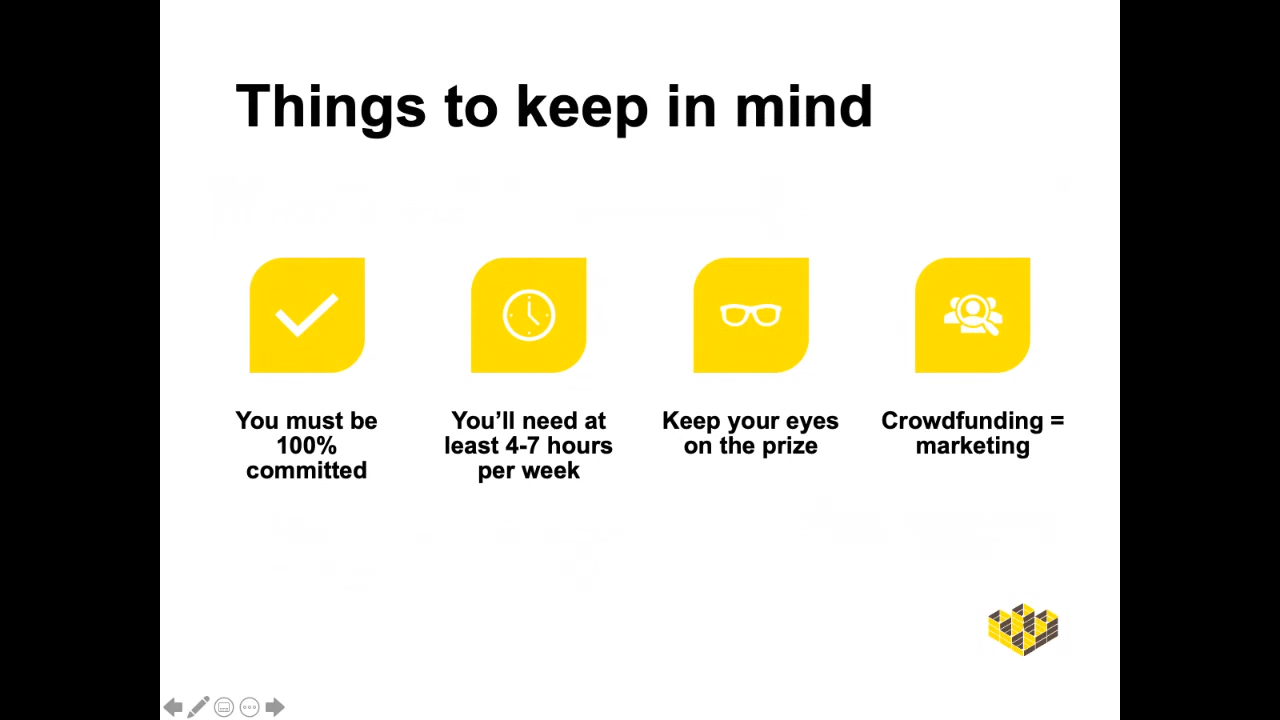 Things to keep in mind
You must be
100%
committed
You’ll need at
least 4-7 hours
per week
Keep your eyes
on the prize
Crowdfunding =
marketing